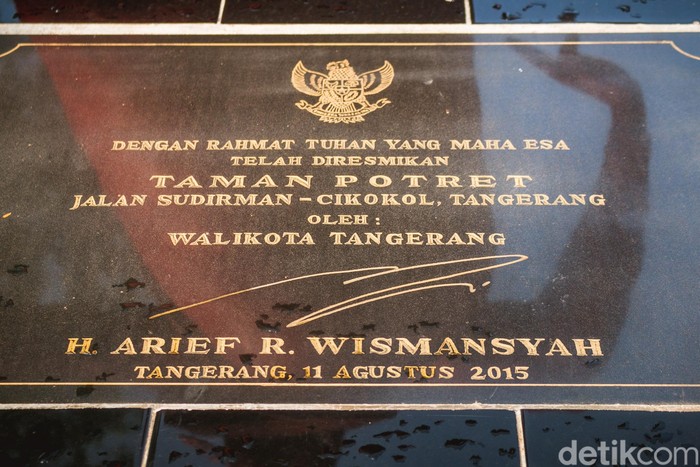 DENGAN RAHMAT TUHAN YANG MAHA ESA
TELAH DIRESMIKAN
TAMAN POTRET
JALAN SUDIRMAN – CIKOKOL, TANGERANG
OLEH :
WALIKOTA TANGERANG
H. ARIEF R. WISMANSYAH
TANGERANG, 11 AGUSTUS 2015
detikcom